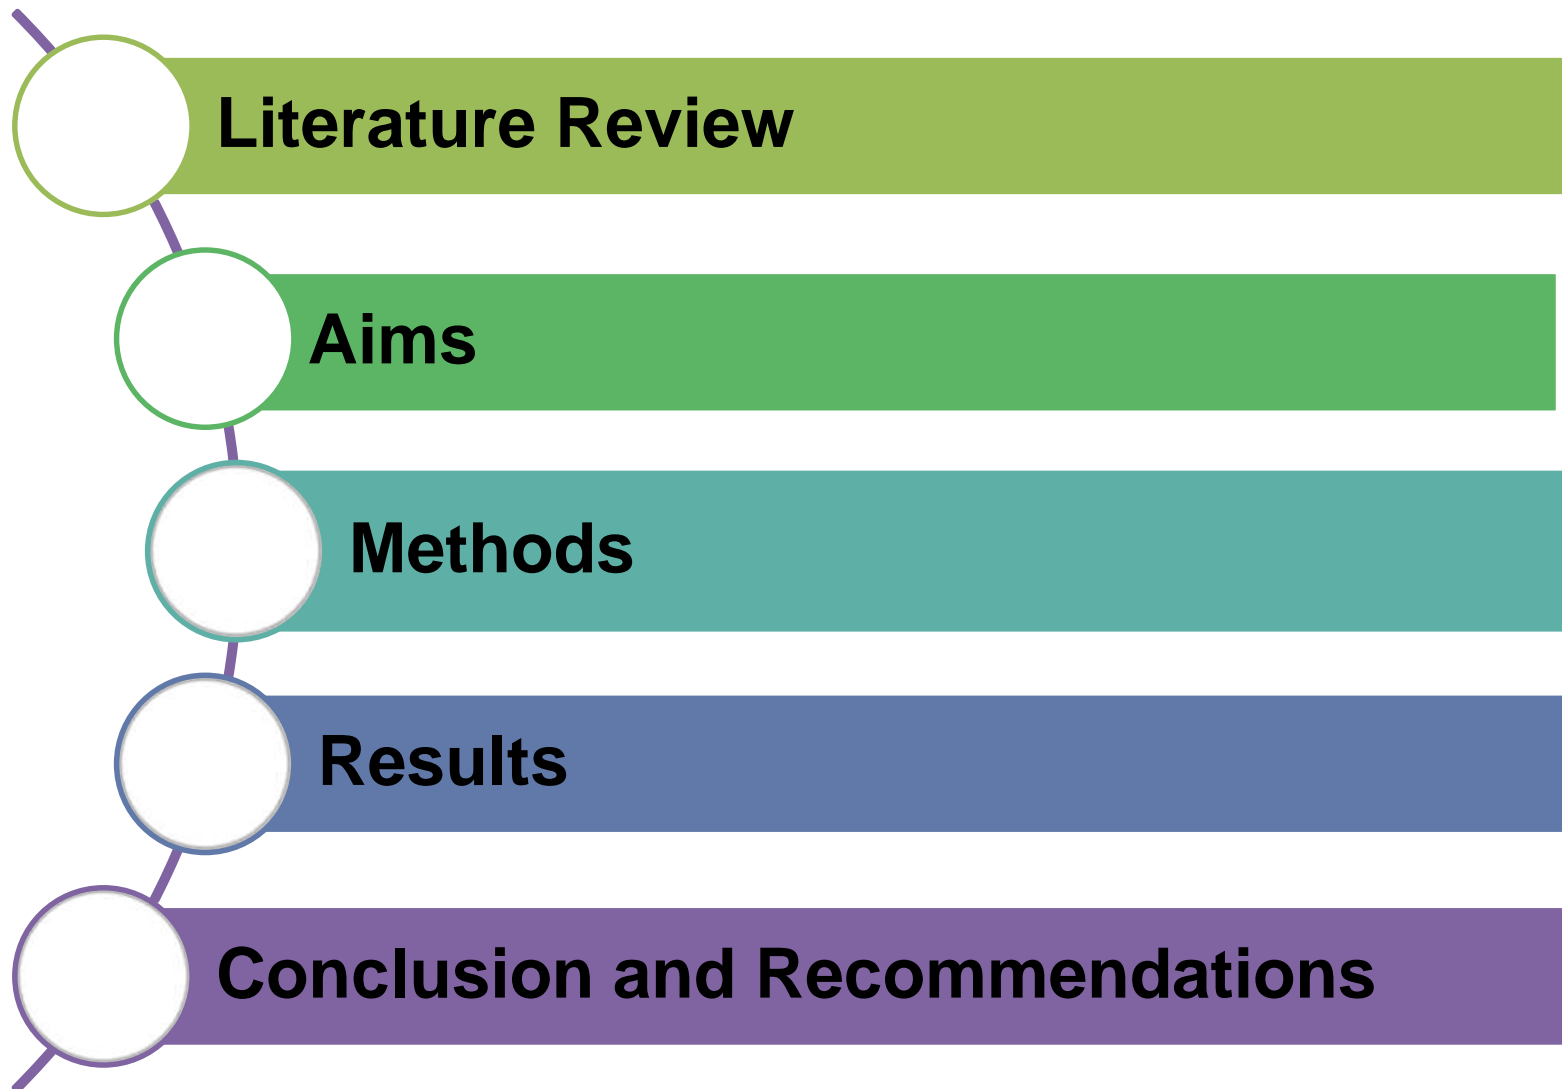 Literature Review
Aims
Methods
Results
Conclusion and Recommendations